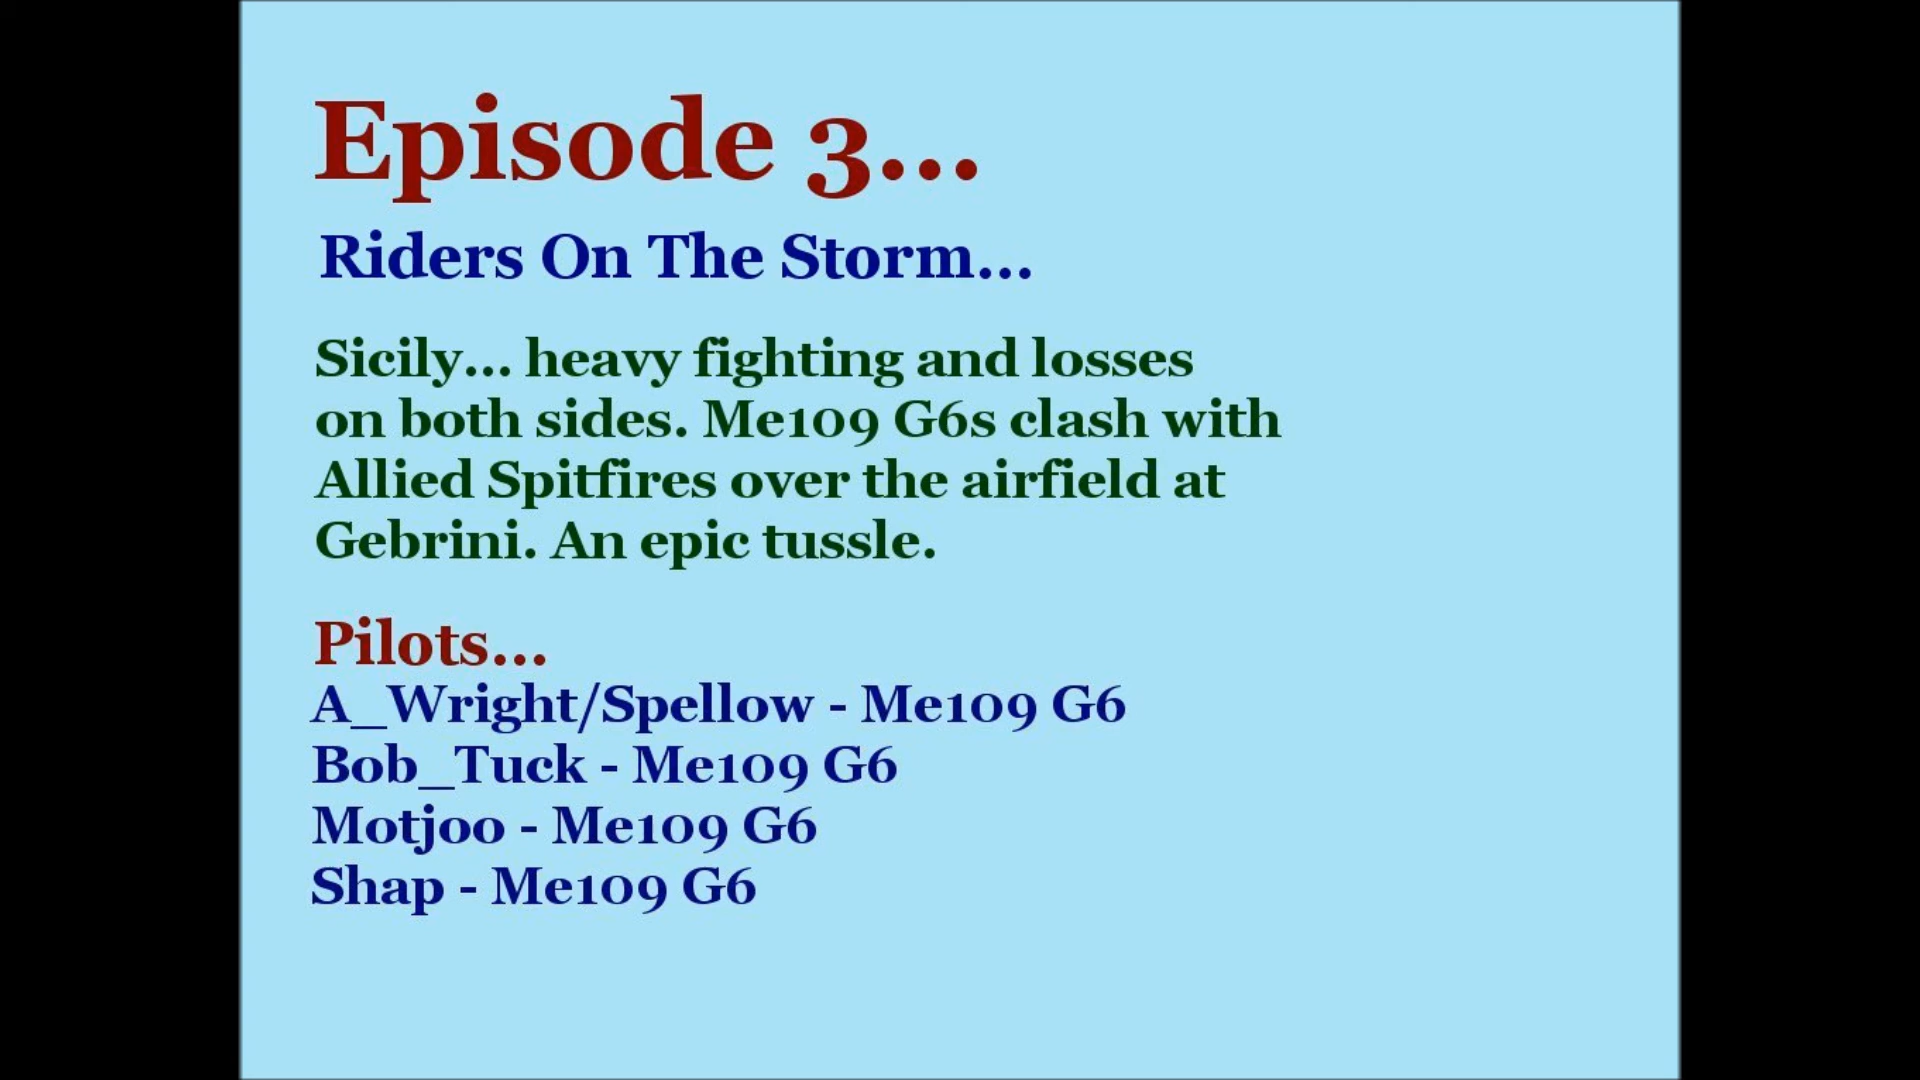 Episode 3...
Riders On The Storm...
Sicily... heavy fighting and losses
on both sides. Me109 G6s clash with
Allied Spitfires over the airfield at
Gebrini. An epic tussle.
Pilots...
A_Wright/Spellow - Me109 G6
Bob_Tuck - Me109 G6
Motjoo - Me109 G6
Shap - Me109 G6